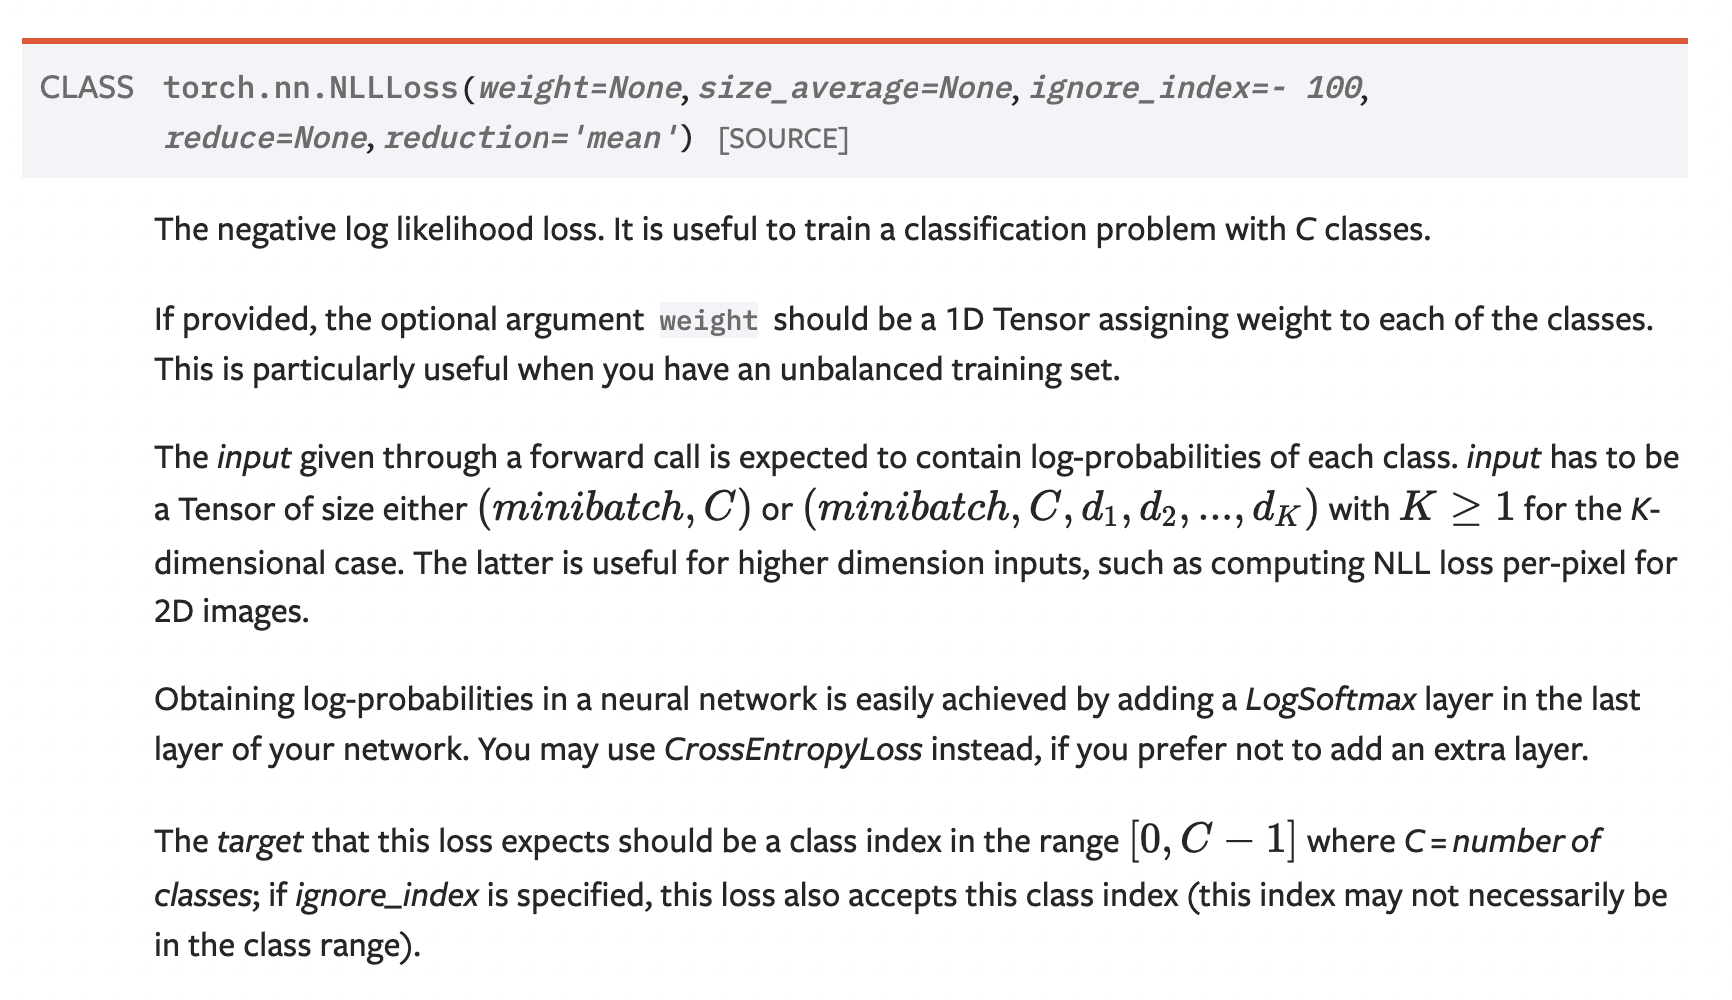 CLASS torch.nn.NLLLoss(weight=None, size_average=None, ignore_index=- 100,
reduce=None, reduction='mean') [SOURCE]
The negative log likelihood loss. It is useful to train a classification problem with C classes.
If provided, the optional argument weight should be a 1D Tensor assigning weight to each of the classes.
This is particularly useful when you have an unbalanced training set.
The input given through a forward call is expected to contain log-probabilities of each class. input has to be
a Tensor of size either (minibatch, C) or (minibatch, C, d₁, d₂, ..., d_K) with K ≥ 1 for the K-
dimensional case. The latter is useful for higher dimension inputs, such as computing NLL loss per-pixel for
2D images.
Obtaining log-probabilities in a neural network is easily achieved by adding a LogSoftmax layer in the last
layer of your network. You may use CrossEntropyLoss instead, if you prefer not to add an extra layer.
The target that this loss expects should be a class index in the range [0, C − 1] where C = number of
classes; if ignore_index is specified, this loss also accepts this class index (this index may not necessarily be
in the class range).